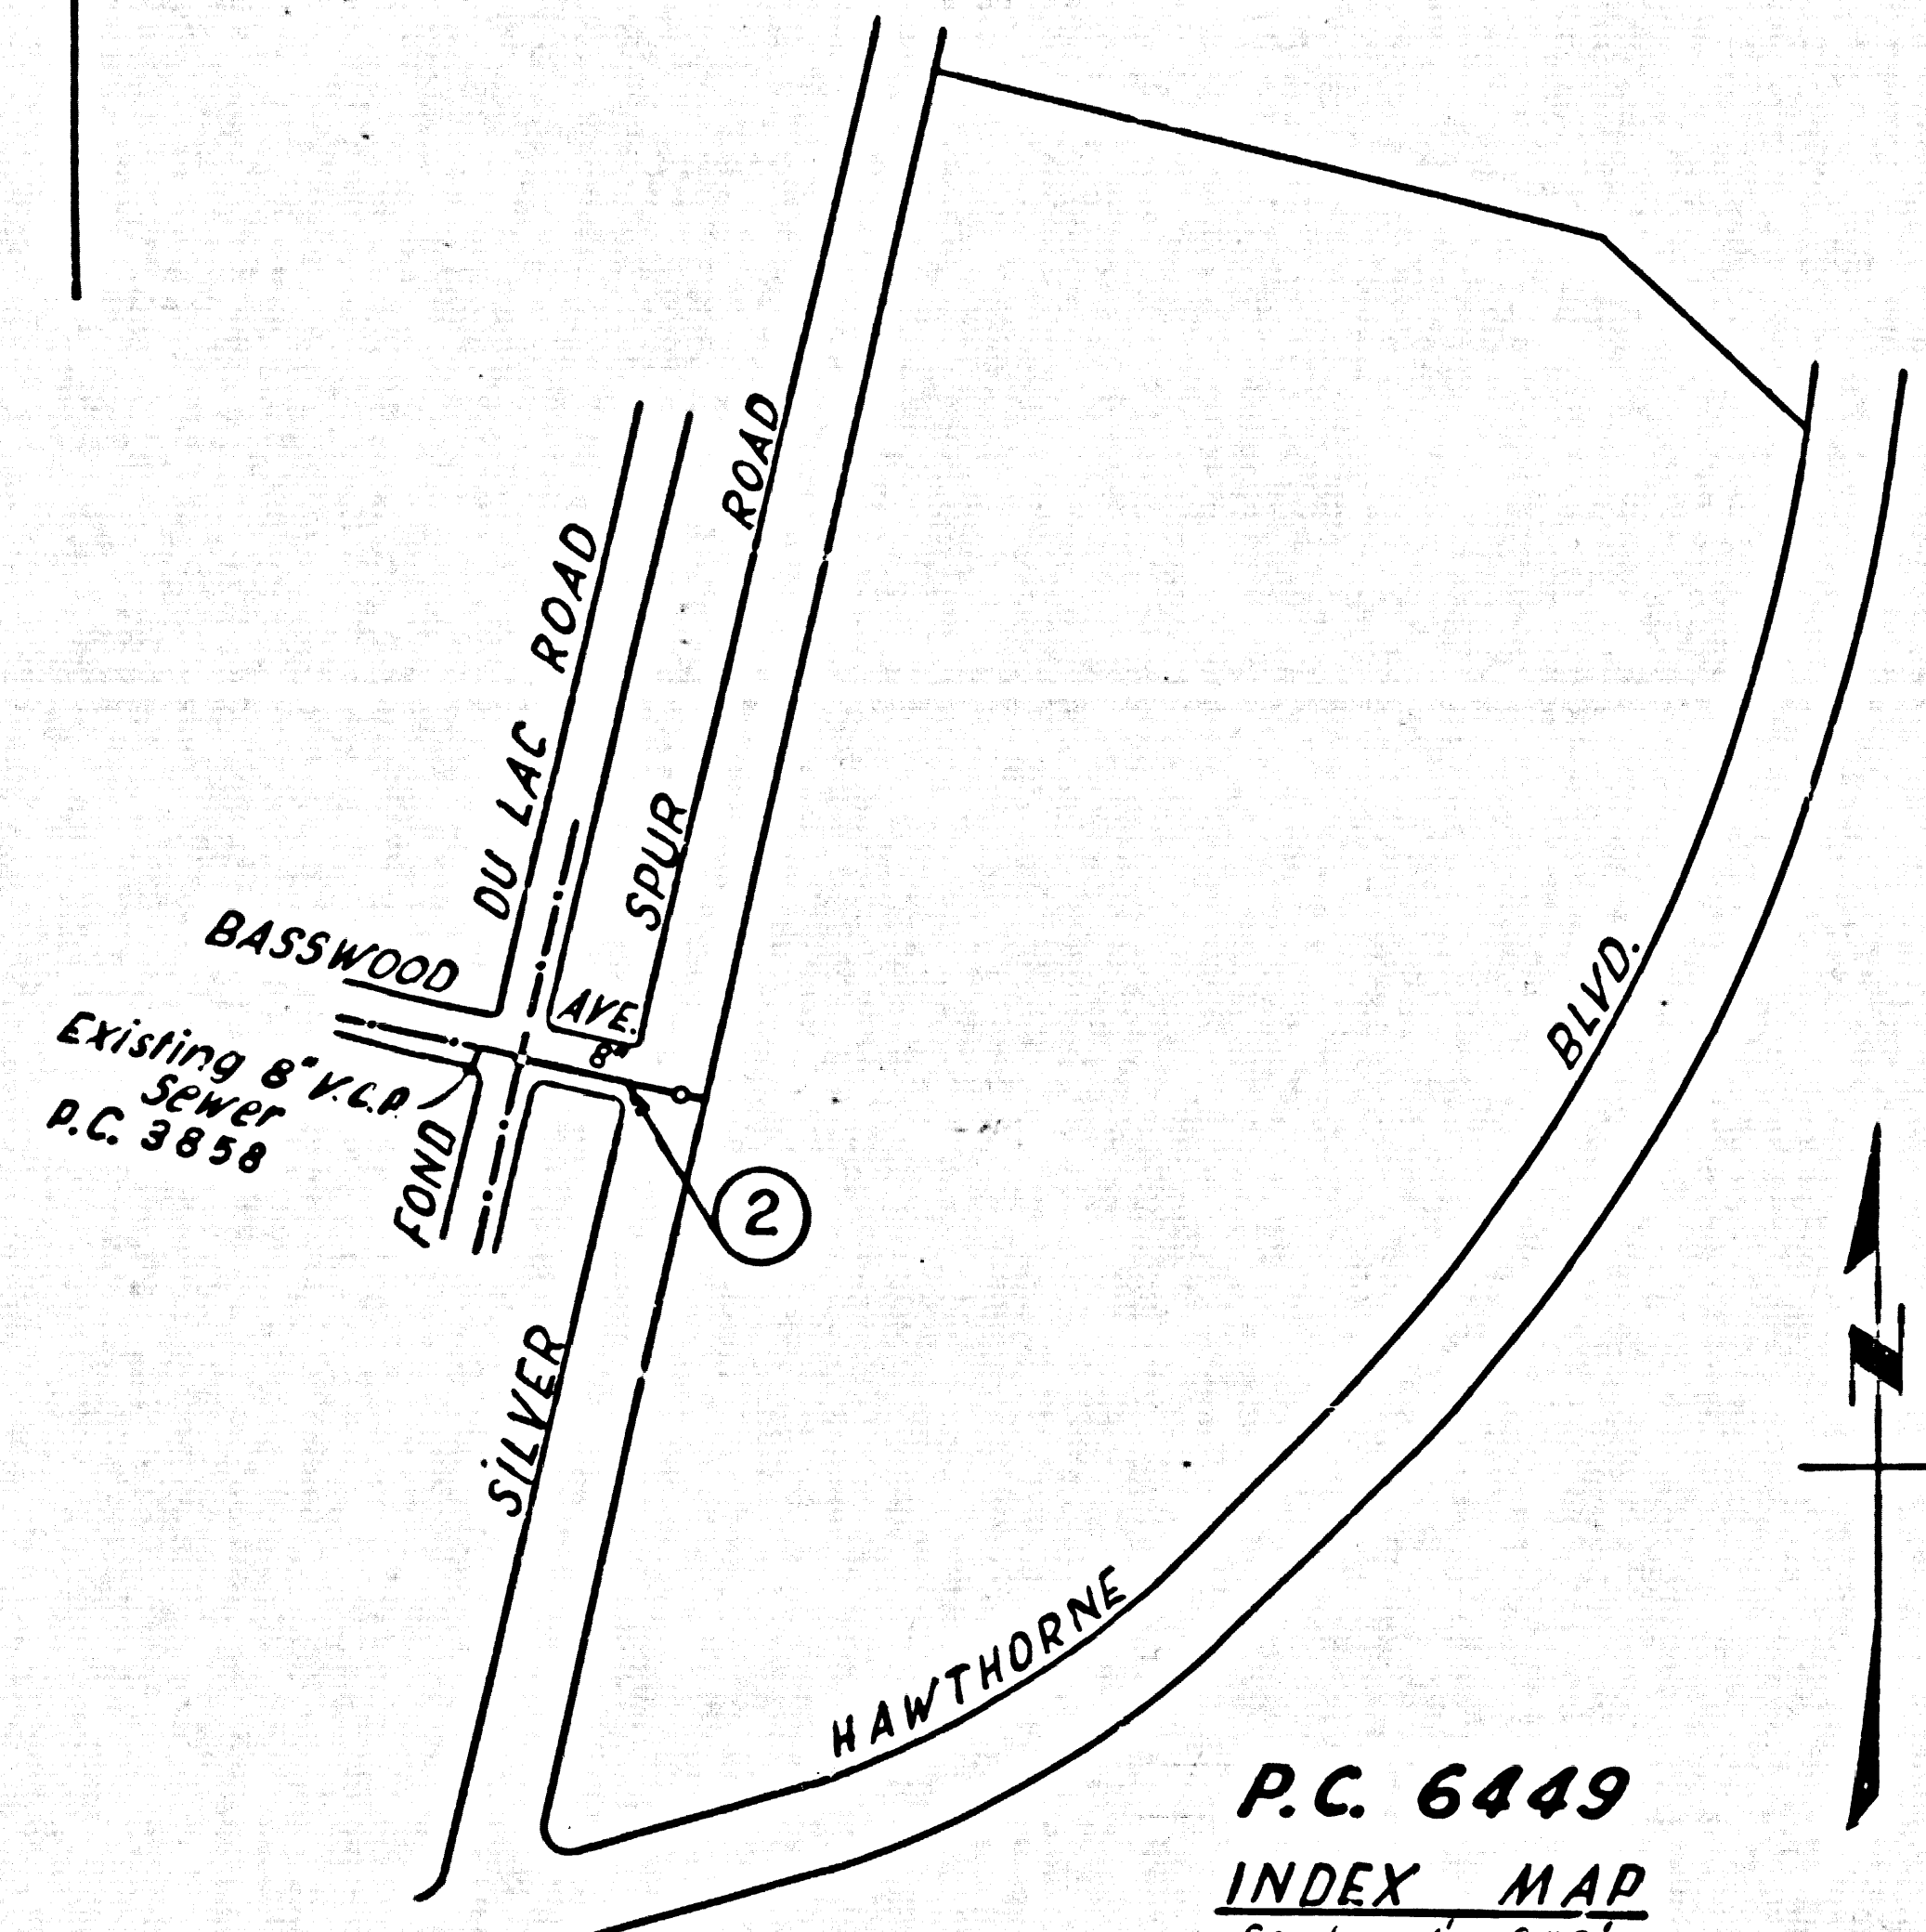 SILVER SPUR ROAD
FOND DU LAC ROAD
BASSWOOD AVE.
8"
Existing 8" V.C.P.
Sewer
P.C. 3858
2
HAWTHORNE BLVD.
N
P.C. 6449
INDEX MAP